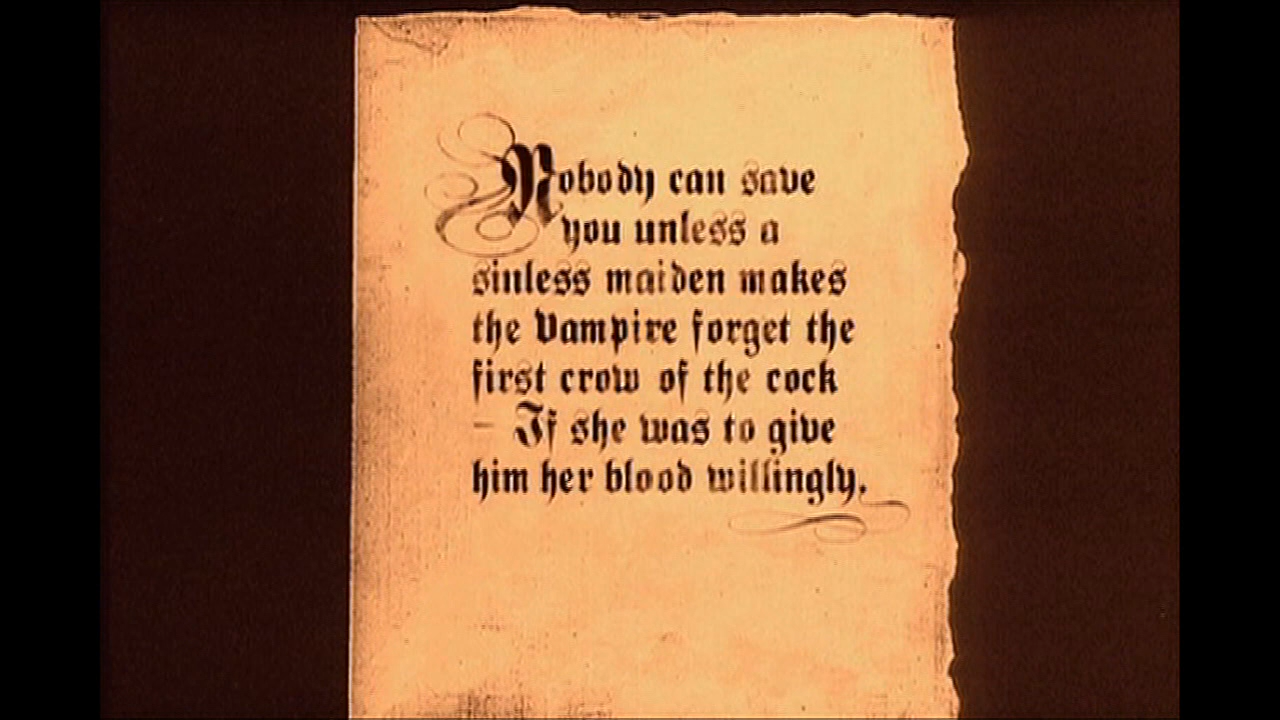 Nobody can save
you unless a
sinless maiden makes
the Vampire forget the
first crow of the cock
– If she was to give
him her blood willingly.